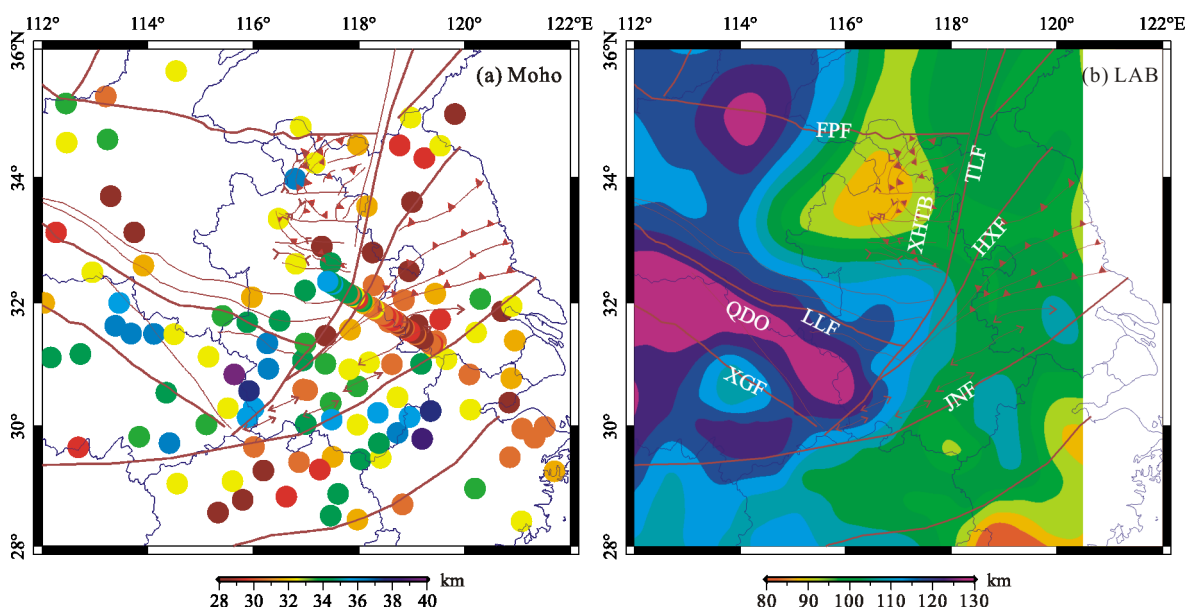 112 114 116 118 120 122°E 112 114 116 118 120 122°E
36°N 36°N
(a) Moho (b) LAB
FPF
34° 34°
TLF
XHTB
HXF
32° 32°
QDO LLF
XGF
JNF
30° 30°
28° 28°
km km
28 30 32 34 36 38 40 80 90 100 110 120 130